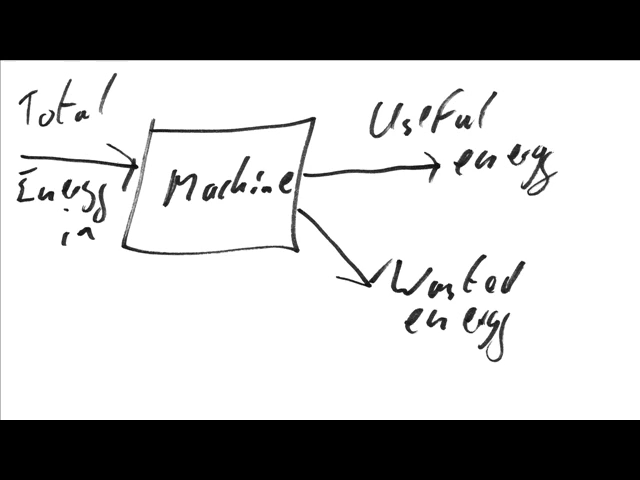 Total
Energy
in
Machine
Useful
energy
Wasted
energy